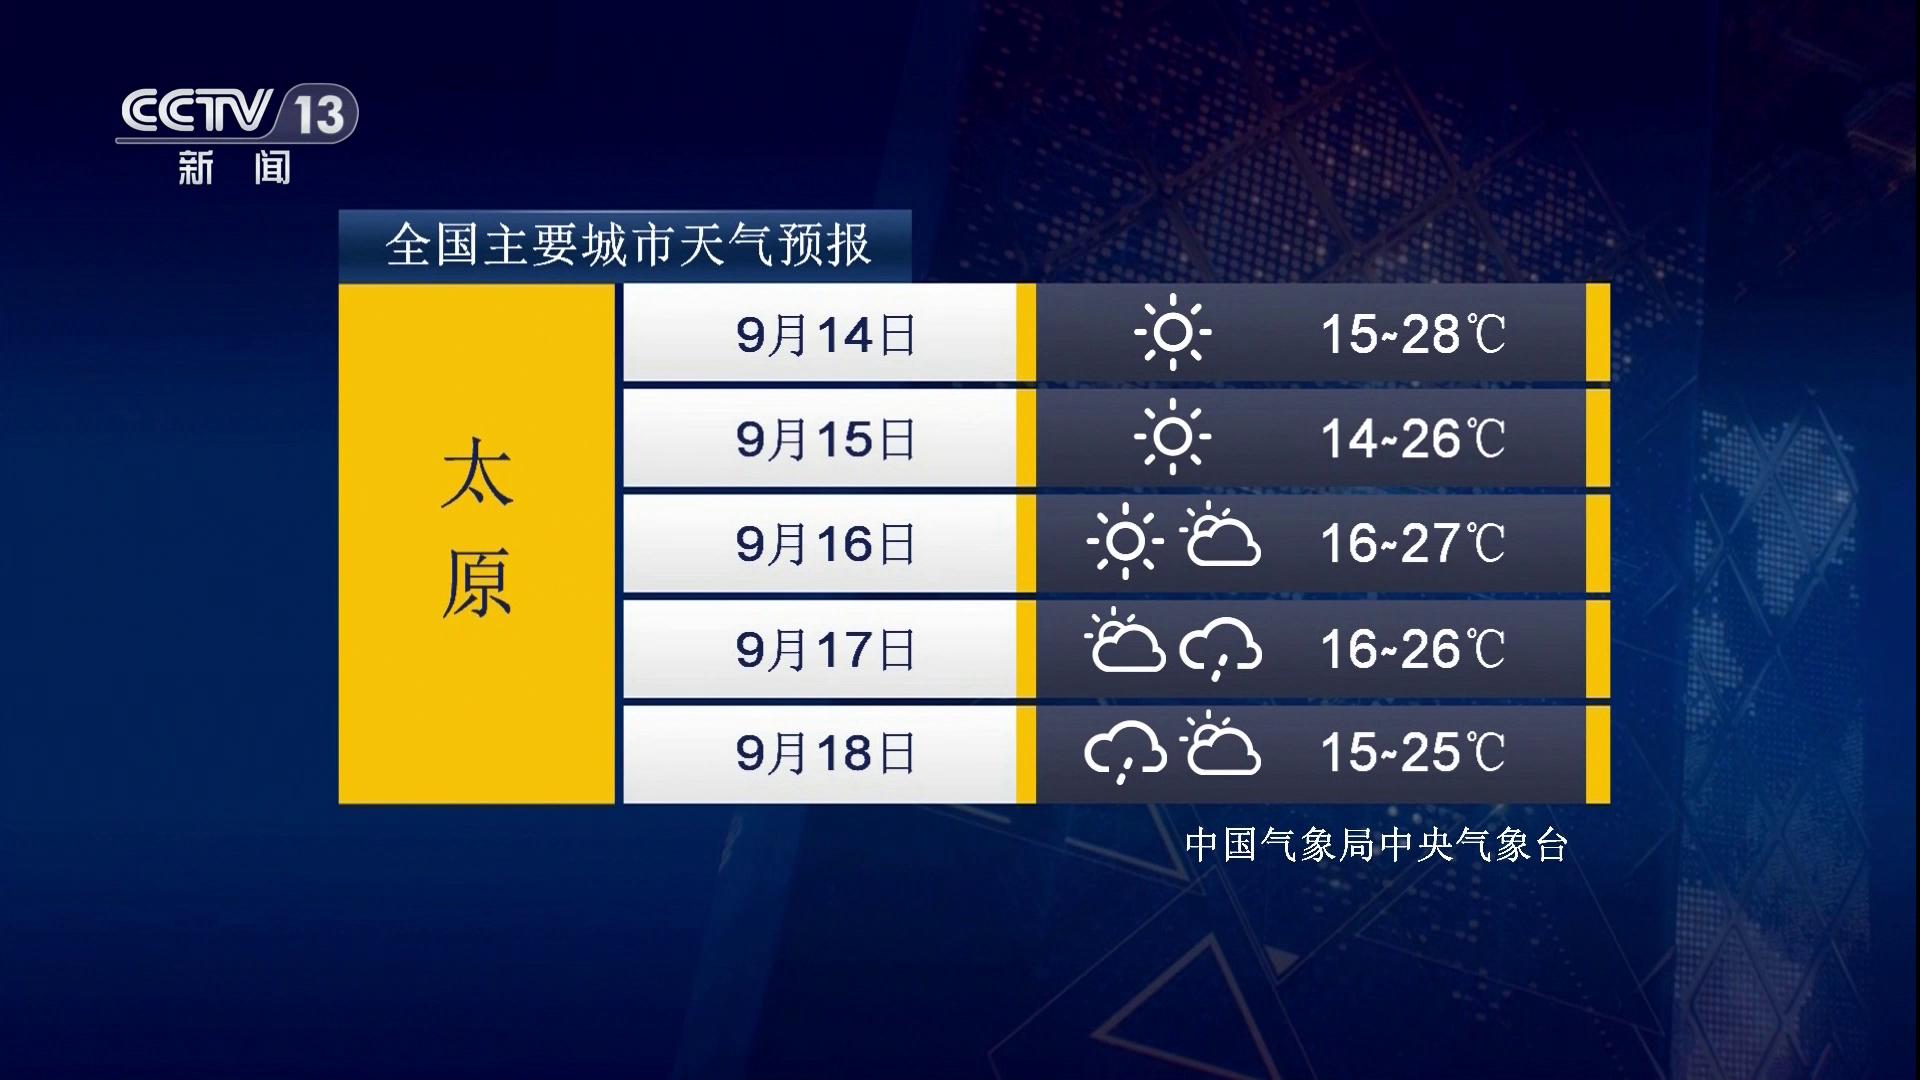 CCTV 13
新闻
全国主要城市天气预报
太原
9月14日 15~28℃
9月15日 14~26℃
9月16日 16~27℃
9月17日 16~26℃
9月18日 15~25℃
中国气象局中央气象台